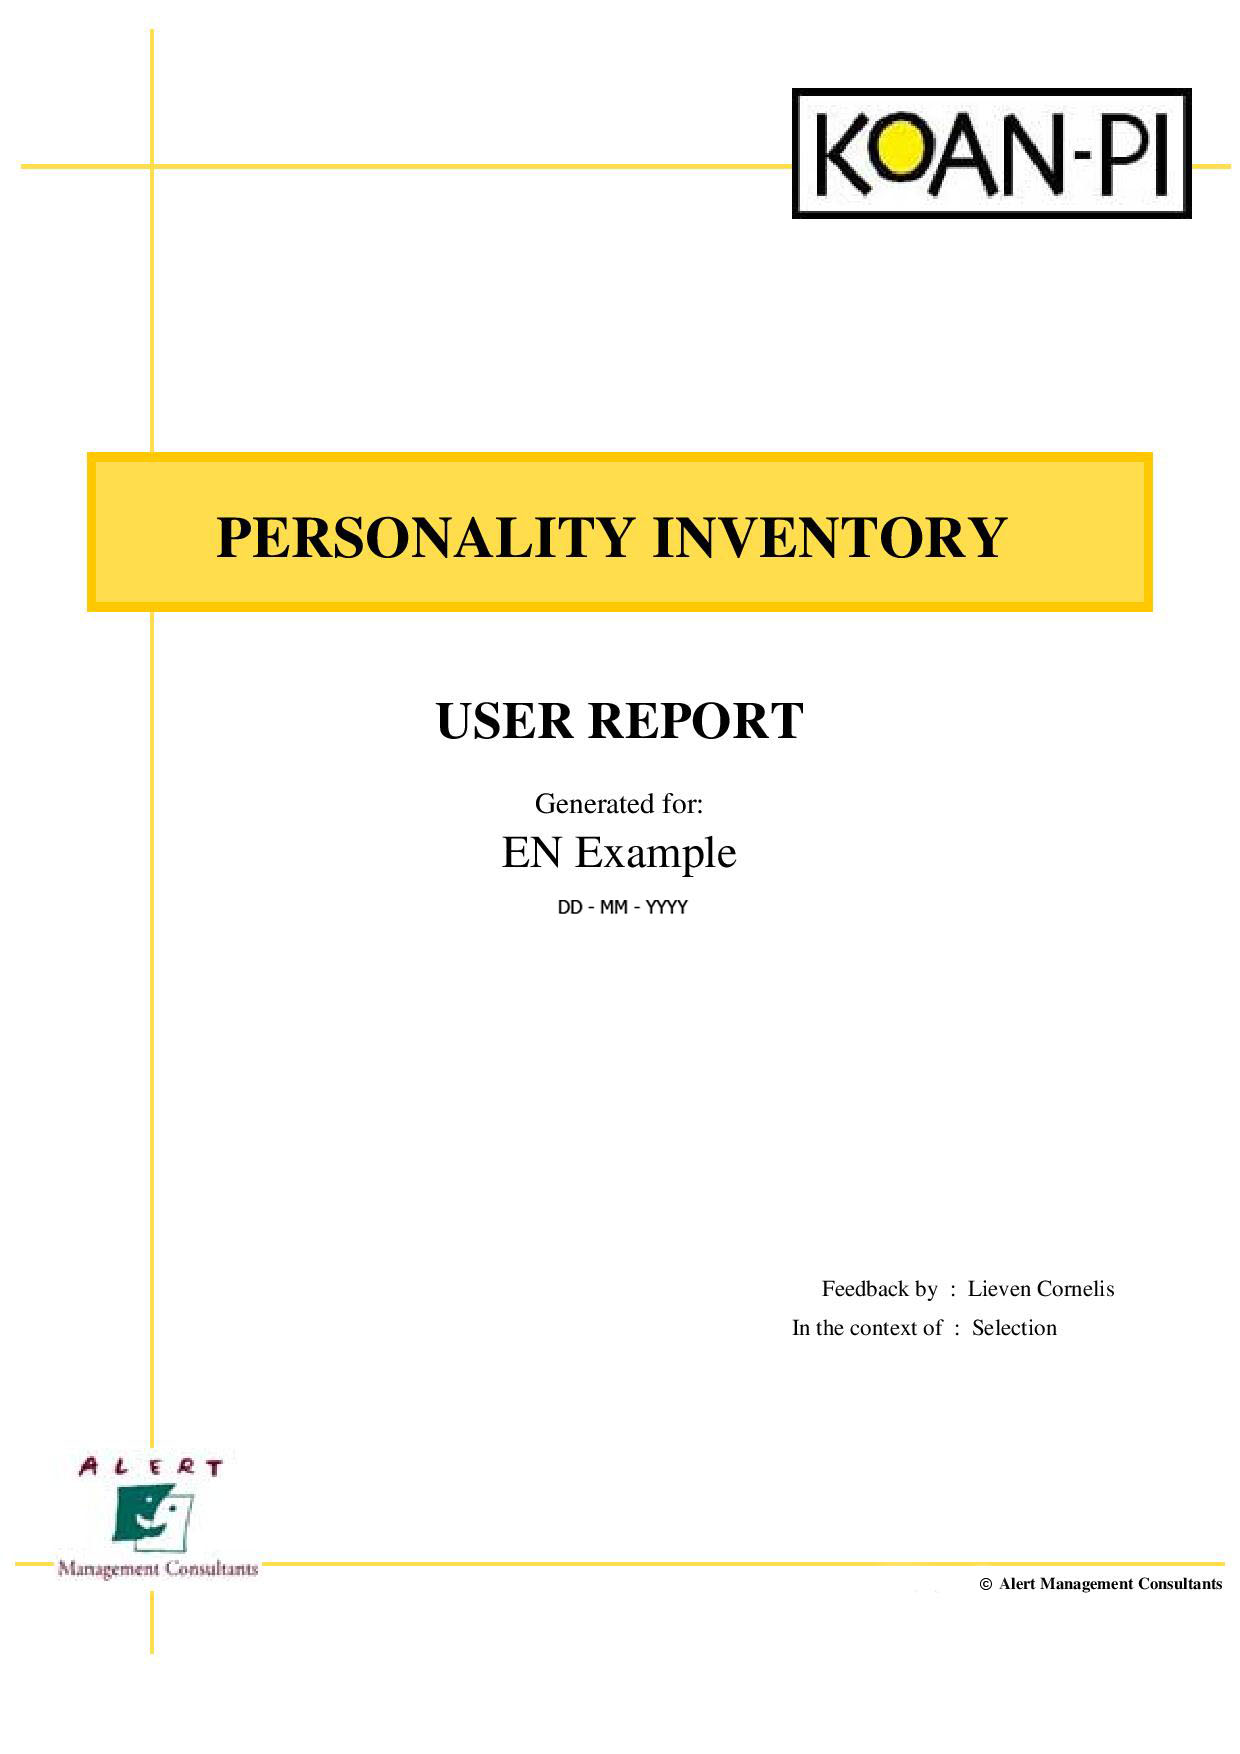 KOAN-PI
PERSONALITY INVENTORY
USER REPORT
Generated for:
EN Example
DD - MM - YYYY
Feedback by : Lieven Cornelis
In the context of : Selection
ALERT
Management Consultants
© Alert Management Consultants